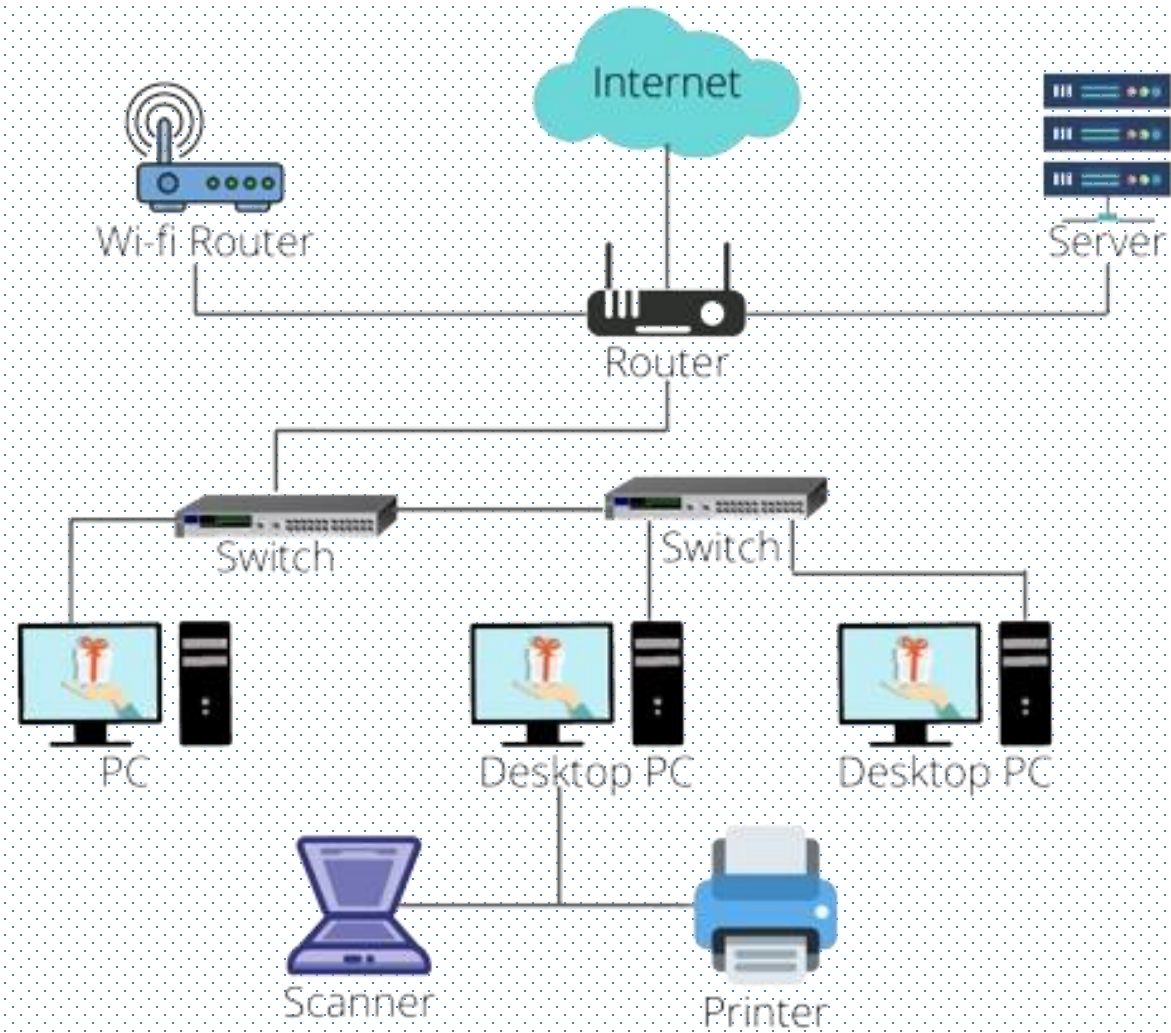 Internet
Wi-fi Router
Server
Router
Switch
Switch
PC
Desktop PC
Desktop PC
Scanner
Printer